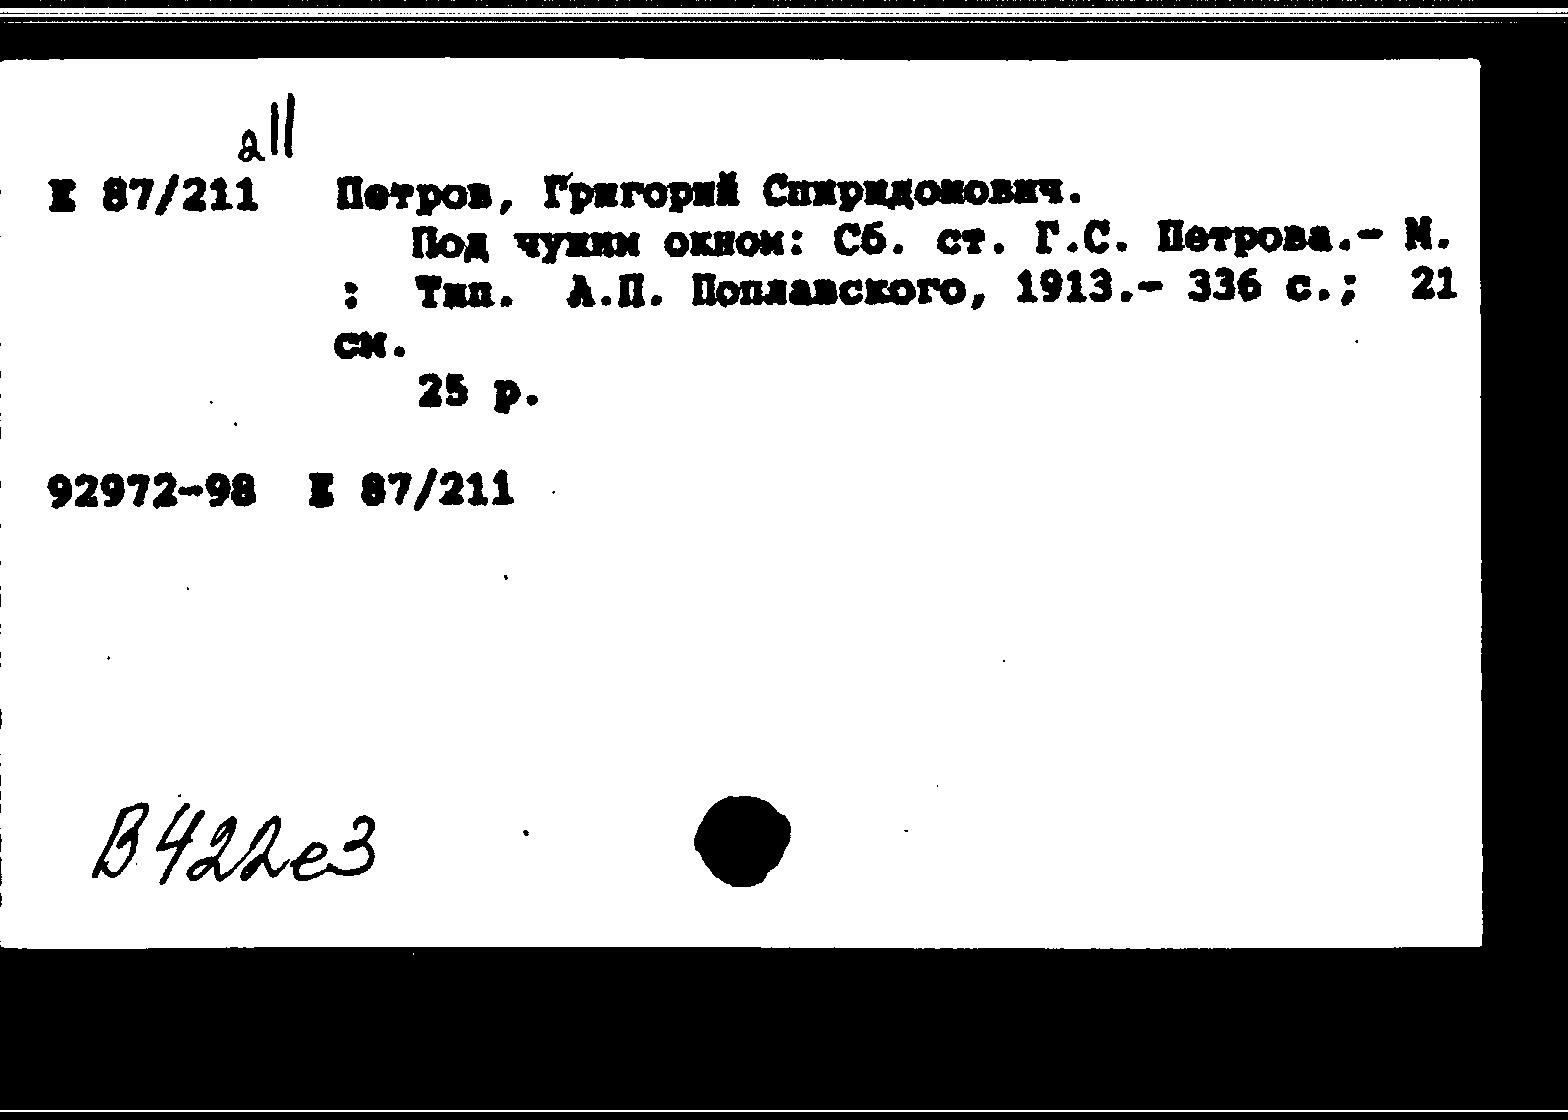 211
Е 87/211 Петров, Григорий Спиридонович.
Под чужим окном: Сб. ст. Г.С. Петрова.- М.
: Тип. А.П. Поплавского, 1913.- 336 с.; 21
см.
25 р.
92972-98 Е 87/211
В422е3